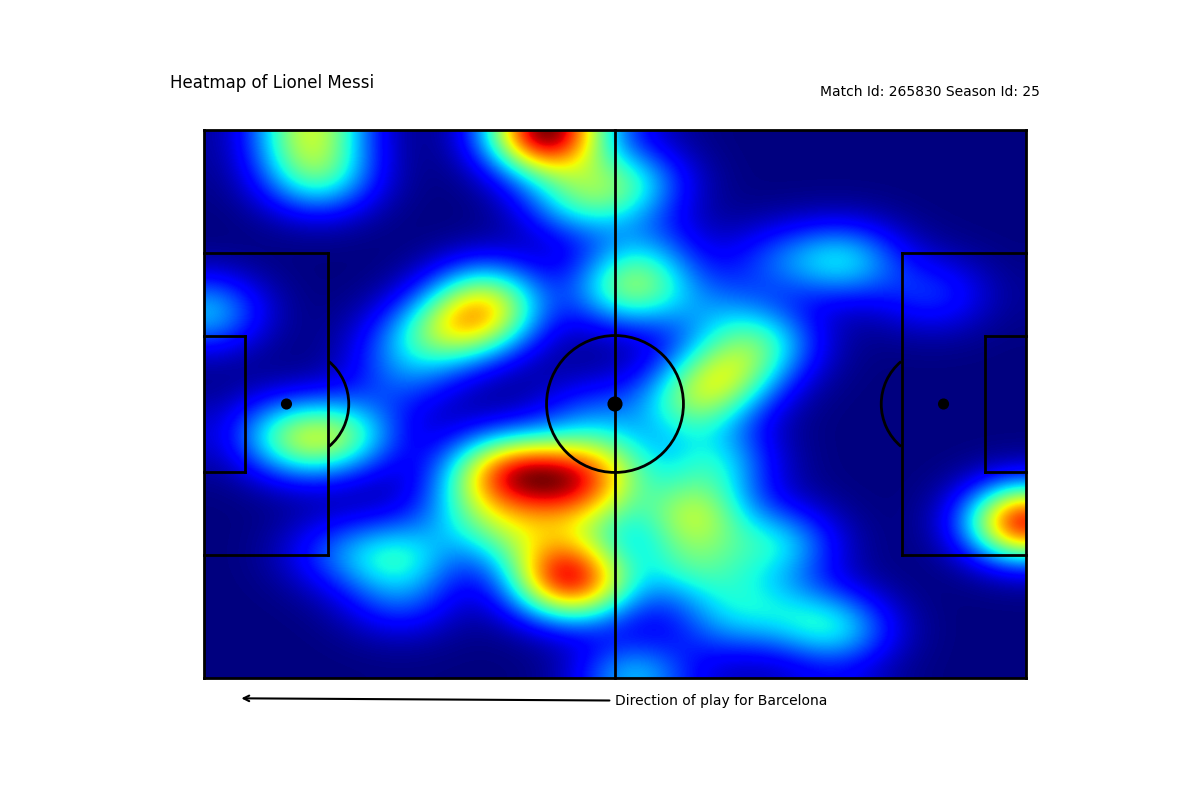 Heatmap of Lionel Messi
Match Id: 265830 Season Id: 25
Direction of play for Barcelona